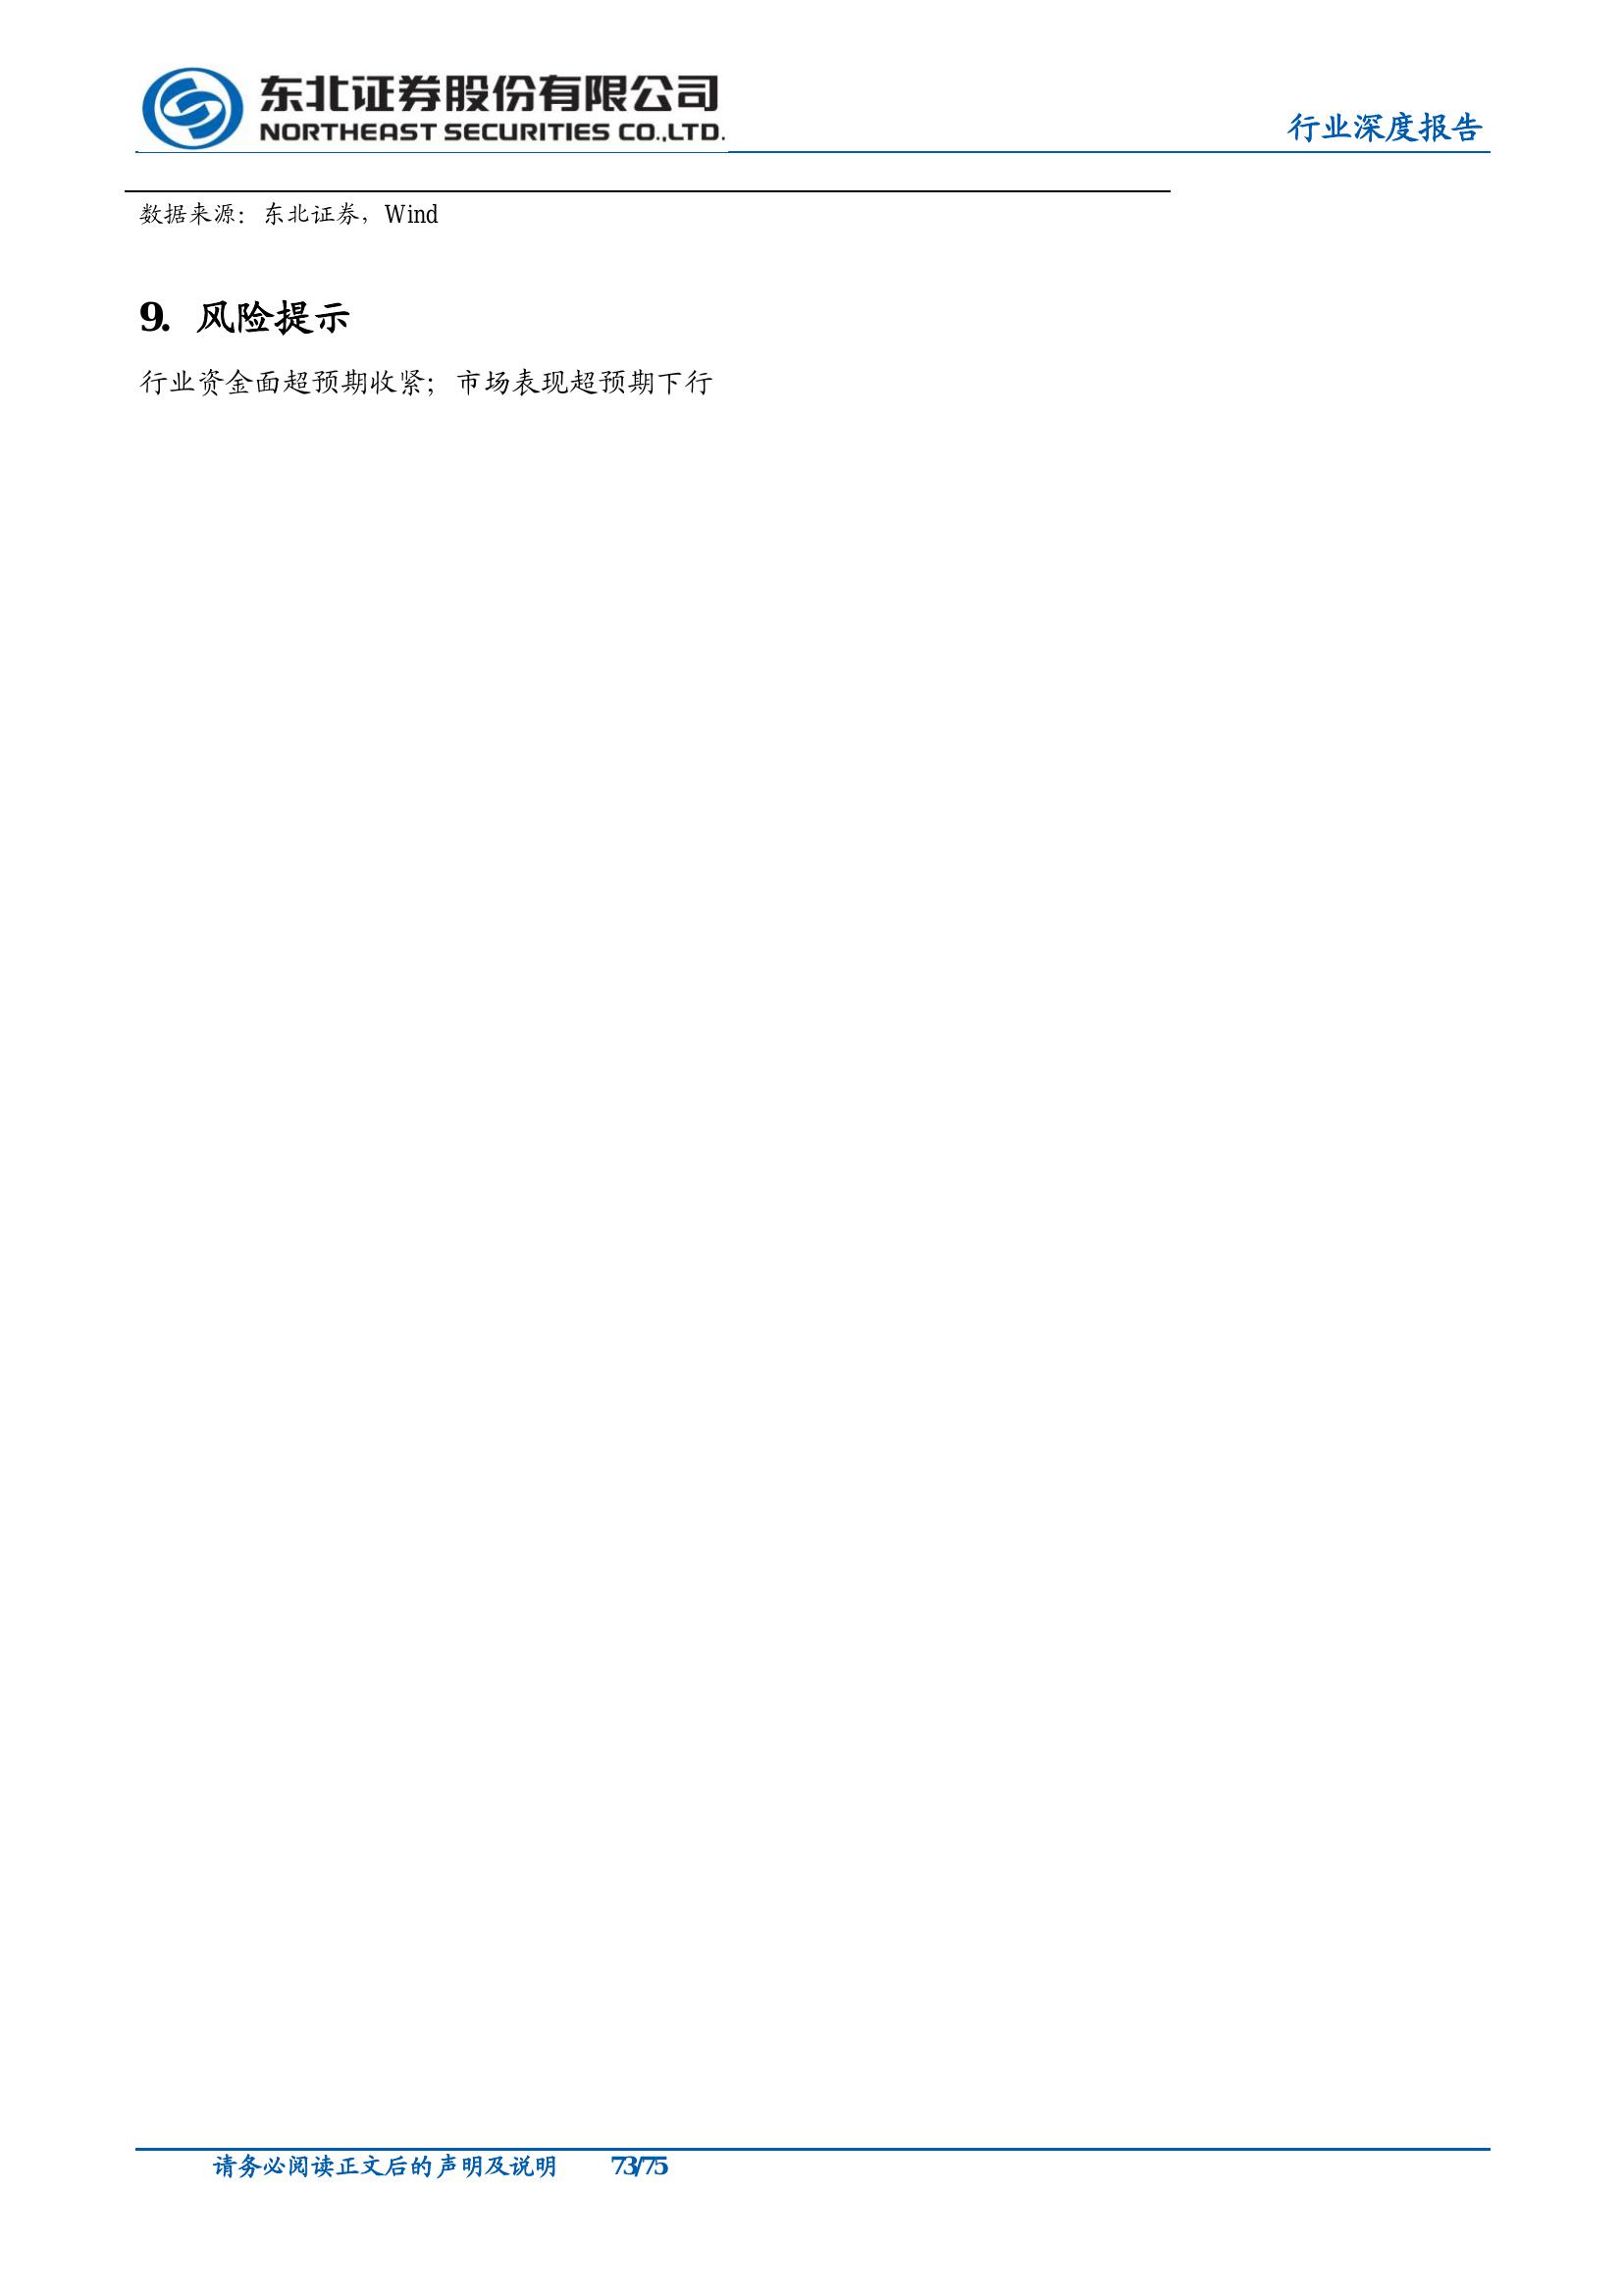 东北证券股份有限公司
NORTHEAST SECURITIES CO.,LTD.
行业深度报告
数据来源：东北证券，Wind
9. 风险提示
行业资金面超预期收紧；市场表现超预期下行
请务必阅读正文后的声明及说明 73/75